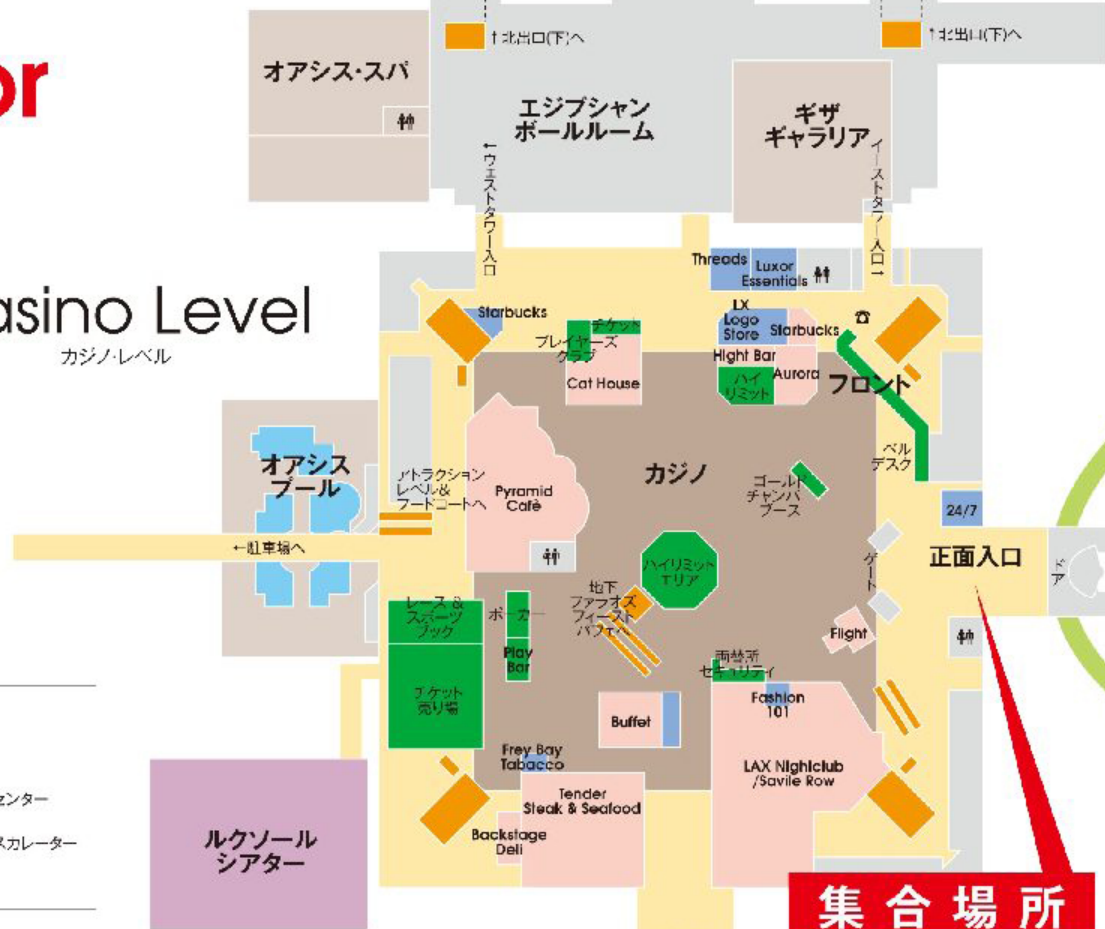 or
↑北出口(下)へ
↑北出口(下)へ
オアシス・スパ
エジプシャン
ボールルーム
ギザ
ギャラリア
←ウェストタワー入口
イーストタワー入口→
asino Level
カジノ・レベル
Threads
Luxor
Essentials
Starbucks
チケット
プレイヤーズ
クラブ
Cat House
LX
Logo
Store
Starbucks
Hight Bar
Aurora
ハイ
リミット
フロント
ベル
デスク
オアシス
プール
アトラクション
レベル&
フードコートへ
Pyramid
Café
カジノ
ゴールド
チャンバ
ブース
24/7
←駐車場へ
ハイリミット
エリア
ゲート
正面入口
ドア
レース &
スポーツ
ブック
ポーカー
地下
ファラオズ
フィースト
バフェへ
Play
Bar
Flight
両替所
セキュリティ
チケット
売り場
Buffet
Fashion
101
Frey Bay
Tabacco
LAX Nighclub
/Savile Row
Tender
Steak & Seafood
Backstage
Deli
センター
スカレーター
ルクソール
シアター
集合場所